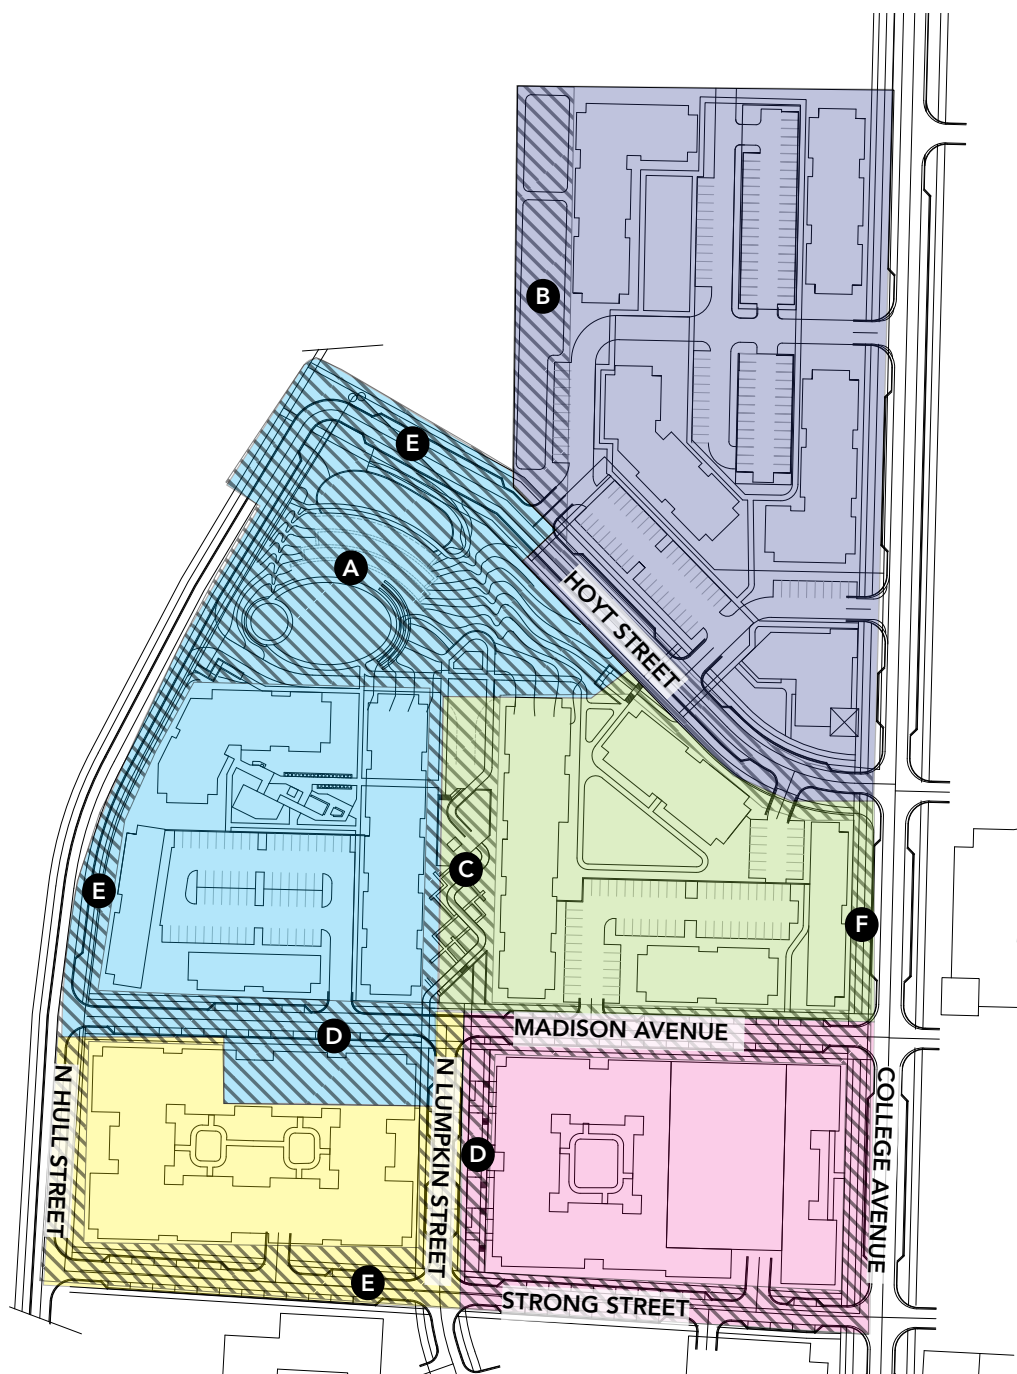 B
E
A
HOYT STREET
C
E
F
MADISON AVENUE
D
N HULL STREET
N LUMPKIN STREET
COLLEGE AVENUE
D
E
STRONG STREET